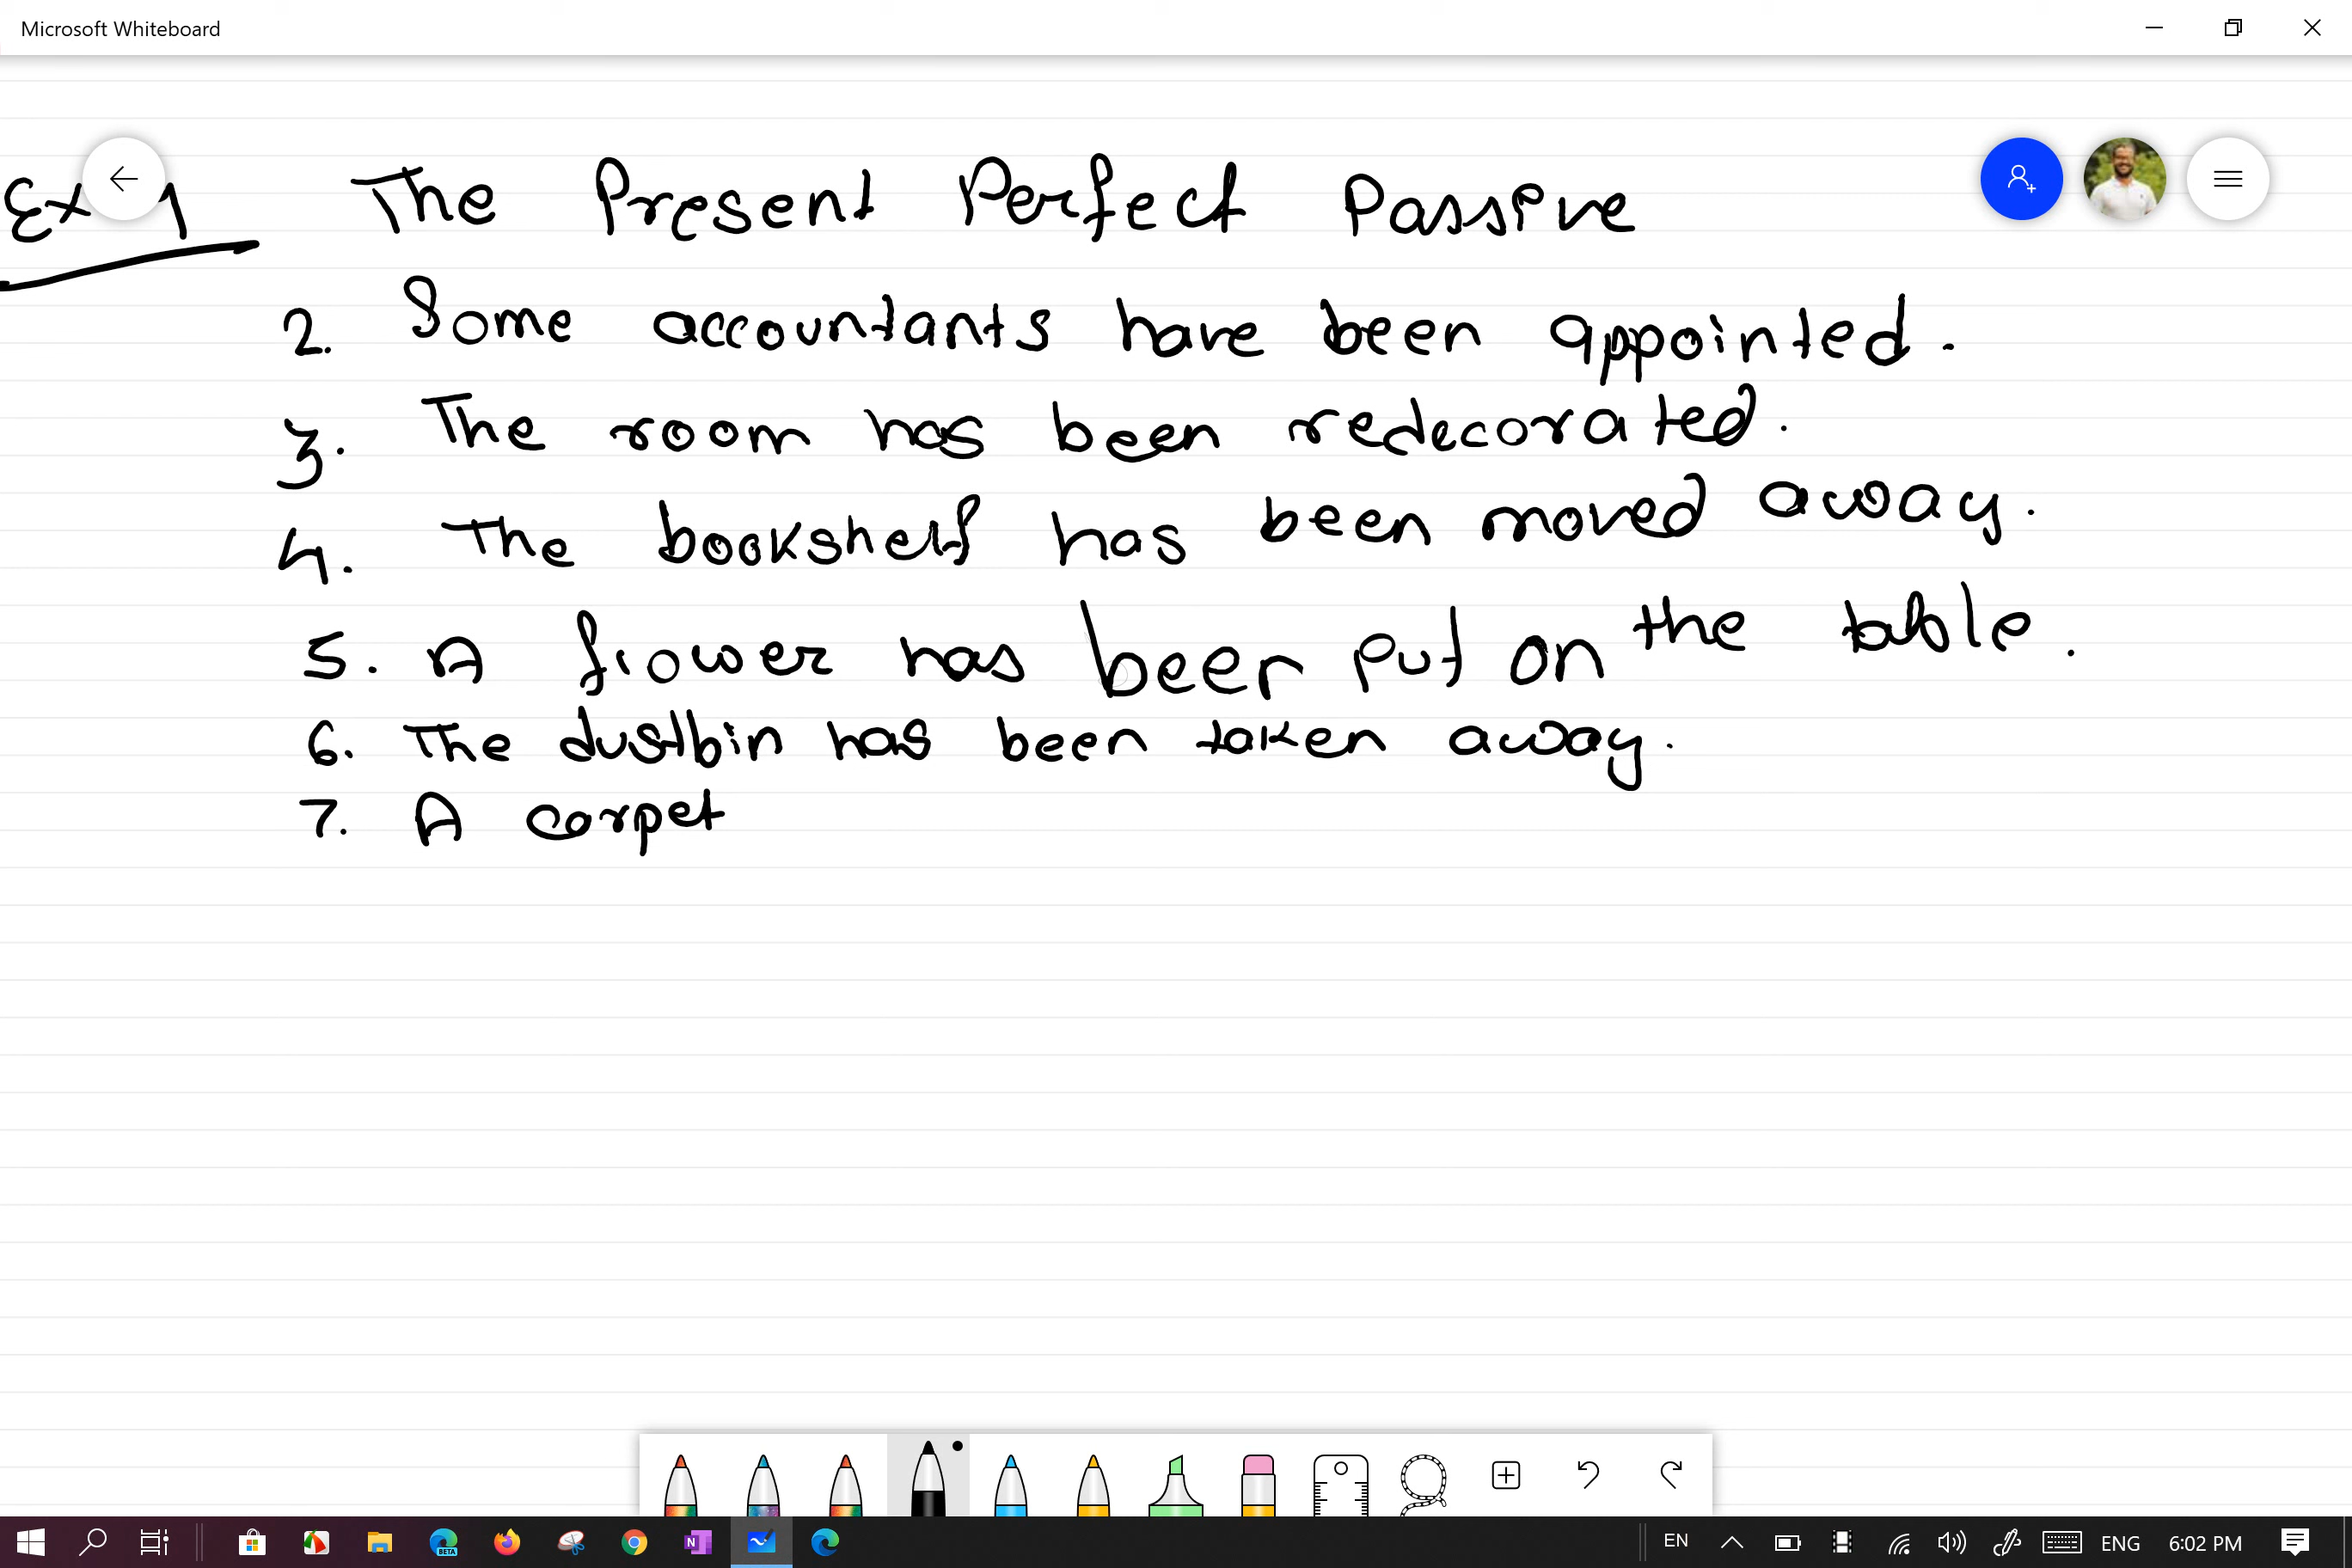 Microsoft Whiteboard
Ex 1 The Present Perfect Passive
2. Some accountants have been appointed.
3. The room has been redecorated.
4. The bookshelf has been moved away.
5. A flower has been put on the table.
6. The dustbin has been taken away.
7. A carpet
BETA
N
EN
ENG
6:02 PM